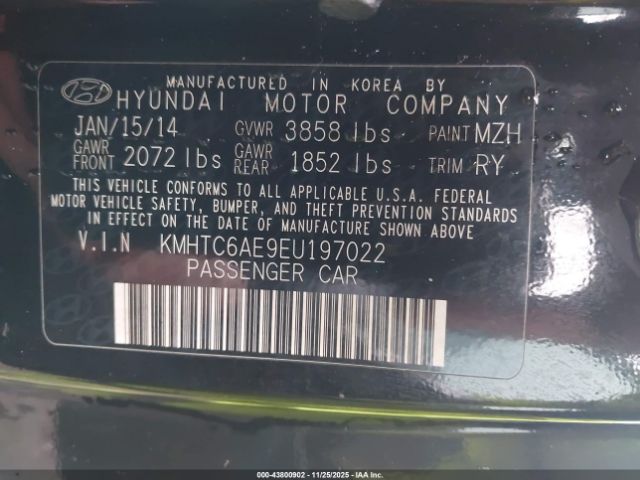 MANUFACTURED IN KOREA BY
HYUNDAI MOTOR COMPANY
JAN/15/14 GVWR 3858 lbs PAINT MZH
GAWR FRONT 2072 lbs GAWR REAR 1852 lbs TRIM RY
THIS VEHICLE CONFORMS TO ALL APPLICABLE U.S.A. FEDERAL
MOTOR VEHICLE SAFETY, BUMPER, AND THEFT PREVENTION STANDARDS
IN EFFECT ON THE DATE OF MANUFACTURE SHOWN ABOVE.
V.I.N KMHTC6AE9EU197022
PASSENGER CAR
000-43800902 - 11/25/2025 - IAA Inc.